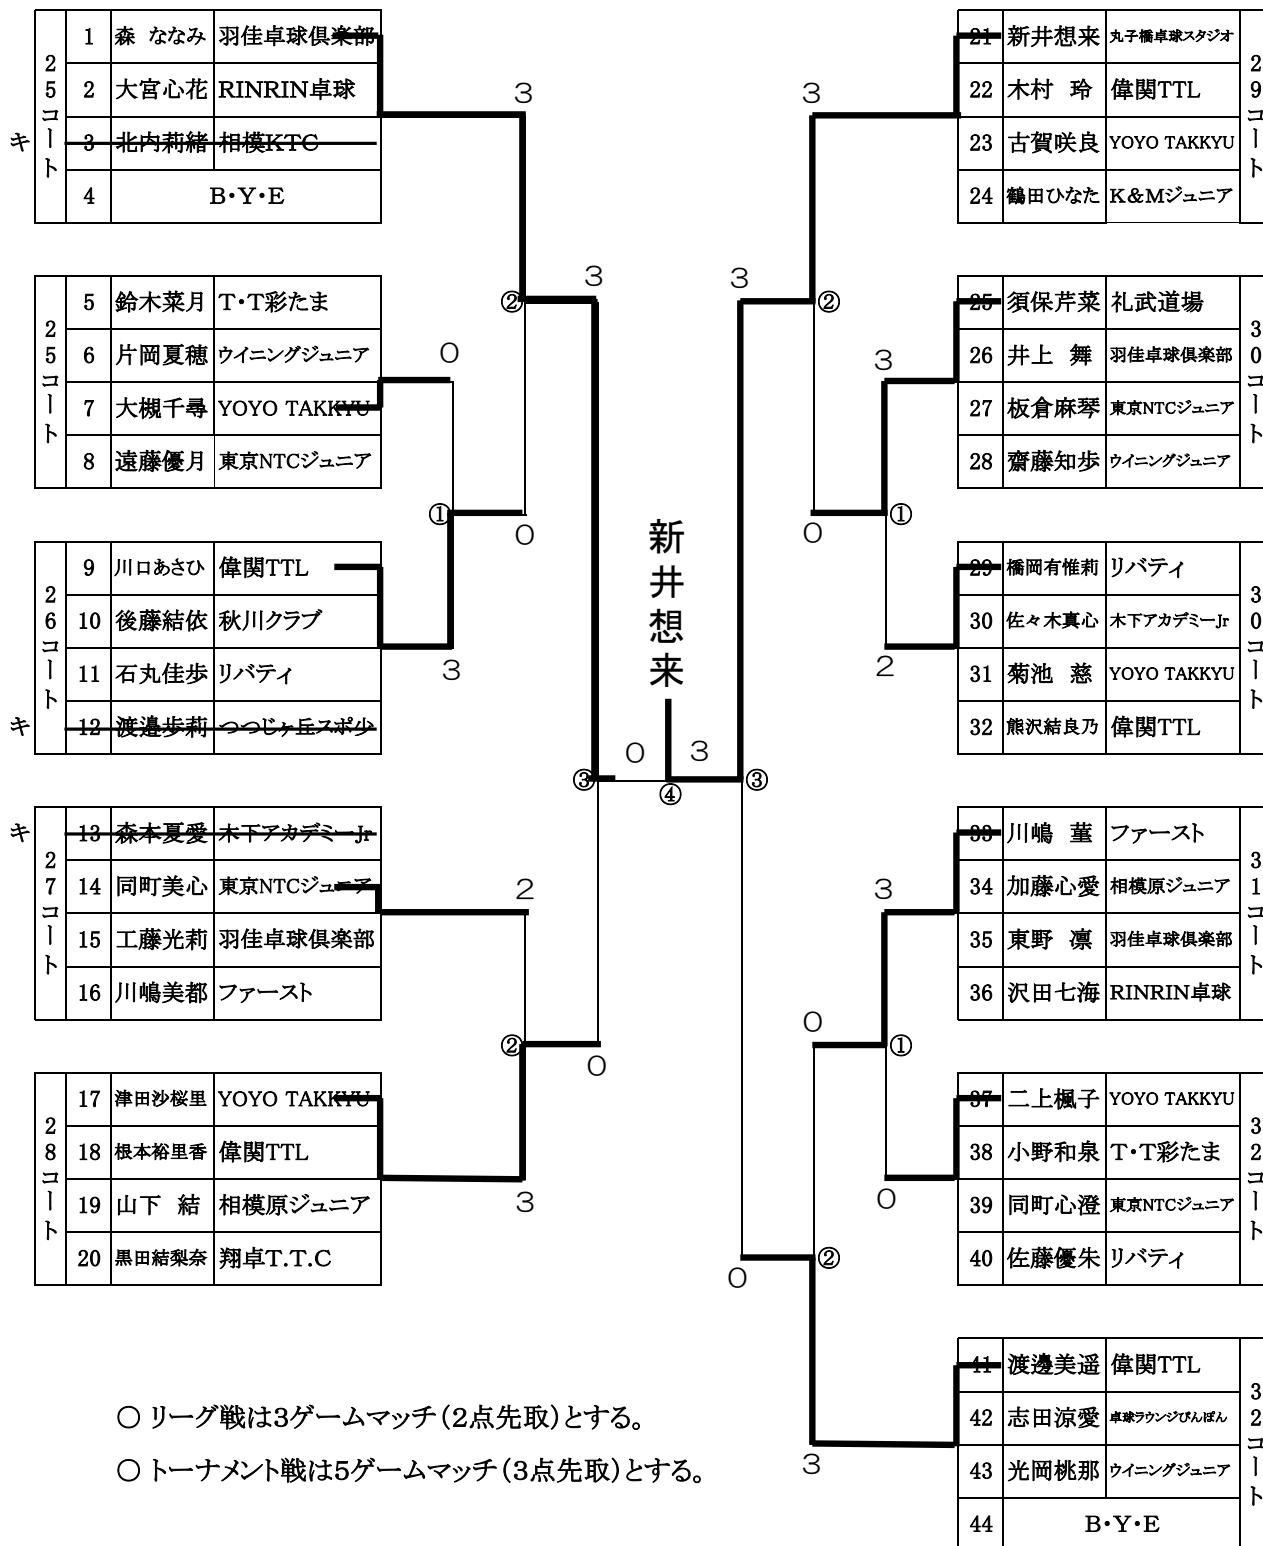 25コート
1 森 ななみ 羽佳卓球倶楽部
2 大宮心花 RINRIN卓球
キ 3 北内莉緒 相模KTC
4 B・Y・E
25コート
5 鈴木菜月 T・T彩たま
6 片岡夏穂 ウイニングジュニア
7 大槻千尋 YOYO TAKKYU
8 遠藤優月 東京NTCジュニア
26コート
9 川口あさひ 偉関TTL
10 後藤結依 秋川クラブ
11 石丸佳歩 リバティ
キ 12 渡邉歩莉 つつじヶ丘スポ少
27コート
キ 13 森本夏愛 木下アカデミーJr
14 同町美心 東京NTCジュニア
15 工藤光莉 羽佳卓球倶楽部
16 川嶋美都 ファースト
28コート
17 津田沙桜里 YOYO TAKKYU
18 根本裕里香 偉関TTL
19 山下 結 相模原ジュニア
20 黒田結梨奈 翔卓T.T.C
3
②
3
0
①
0
3
③
0
2
②
0
3
新井想来
④
3
3
3
②
3
0
①
2
③
3
0
①
0
0
②
3
29コート
21 新井想来 丸子橋卓球スタジオ
22 木村 玲 偉関TTL
23 古賀咲良 YOYO TAKKYU
24 鶴田ひなた K&Mジュニア
30コート
25 須保芹菜 礼武道場
26 井上 舞 羽佳卓球倶楽部
27 板倉麻琴 東京NTCジュニア
28 齋藤知歩 ウイニングジュニア
30コート
29 橋岡有惟莉 リバティ
30 佐々木真心 木下アカデミーJr
31 菊池 慈 YOYO TAKKYU
32 熊沢結良乃 偉関TTL
31コート
33 川嶋 菫 ファースト
34 加藤心愛 相模原ジュニア
35 東野 凛 羽佳卓球倶楽部
36 沢田七海 RINRIN卓球
32コート
37 二上楓子 YOYO TAKKYU
38 小野和泉 T・T彩たま
39 同町心澄 東京NTCジュニア
40 佐藤優朱 リバティ
32コート
41 渡邊美遥 偉関TTL
42 志田涼愛 卓球ラウンジぴんぽん
43 光岡桃那 ウイニングジュニア
44 B・Y・E
○ リーグ戦は3ゲームマッチ(2点先取)とする。
○ トーナメント戦は5ゲームマッチ(3点先取)とする。